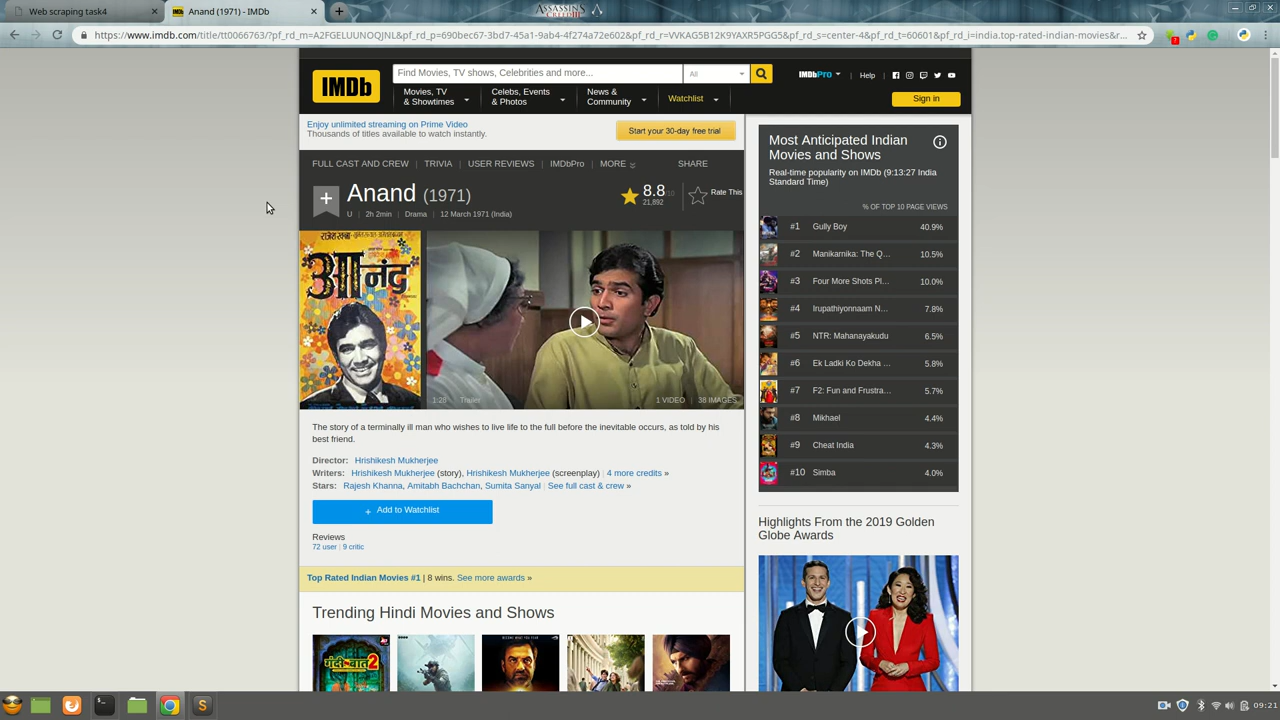 Web scraping task4
Anand (1971) - IMDb
ASSASSIN'S
https://www.imdb.com/title/tt0066763/?pf_rd_m=A2FGELUUNOQJNL&pf_rd_p=690bec67-3bd7-45a1-9ab4-4f274a72e602&pf_rd_r=VVKAG5B12K9YAXR5PGG5&pf_rd_s=center-4&pf_rd_t=60601&pf_rd_i=india.top-rated-indian-movies&r...
IMDb
Find Movies, TV shows, Celebrities and more...
All
IMDbPro
Help
Movies, TV
& Showtimes
Celebs, Events
& Photos
News &
Community
Watchlist
Sign in
Enjoy unlimited streaming on Prime Video
Thousands of titles available to watch instantly.
Start your 30-day free trial
FULL CAST AND CREW | TRIVIA | USER REVIEWS | IMDbPro | MORE
SHARE
Anand (1971)
U | 2h 2min | Drama | 12 March 1971 (India)
8.8/10
21,892
Rate This
आनंद
1:26 Trailer
1 VIDEO | 38 IMAGES
The story of a terminally ill man who wishes to live life to the full before the inevitable occurs, as told by his
best friend.
Director: Hrishikesh Mukherjee
Writers: Hrishikesh Mukherjee (story), Hrishikesh Mukherjee (screenplay) | 4 more credits »
Stars: Rajesh Khanna, Amitabh Bachchan, Sumita Sanyal | See full cast & crew »
+ Add to Watchlist
Reviews
72 user | 9 critic
Top Rated Indian Movies #1 | 8 wins. See more awards »
Trending Hindi Movies and Shows
गंदी बात 2
Most Anticipated Indian
Movies and Shows
Real-time popularity on IMDb (9:13:27 India
Standard Time)
% OF TOP 10 PAGE VIEWS
#1 Gully Boy 40.9%
#2 Manikarnika: The Q... 10.5%
#3 Four More Shots Pl... 10.0%
#4 Irupathiyonnaam N... 7.8%
#5 NTR: Mahanayakudu 6.5%
#6 Ek Ladki Ko Dekha ... 5.8%
#7 F2: Fun and Frustra... 5.7%
#8 Mikhael 4.4%
#9 Cheat India 4.3%
#10 Simba 4.0%
Highlights From the 2019 Golden
Globe Awards
09:21